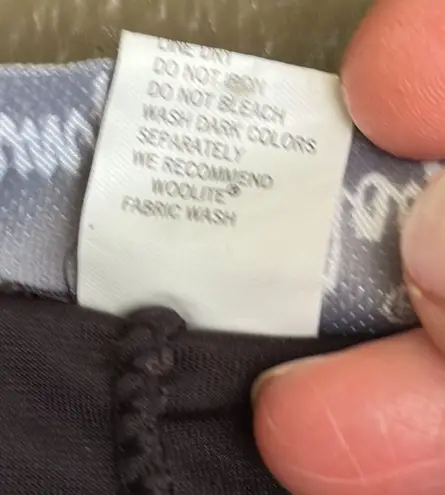 LINE DRY
DO NOT IRON
DO NOT BLEACH
WASH DARK COLORS
SEPARATELY
WE RECOMMEND
WOOLITE®
FABRIC WASH